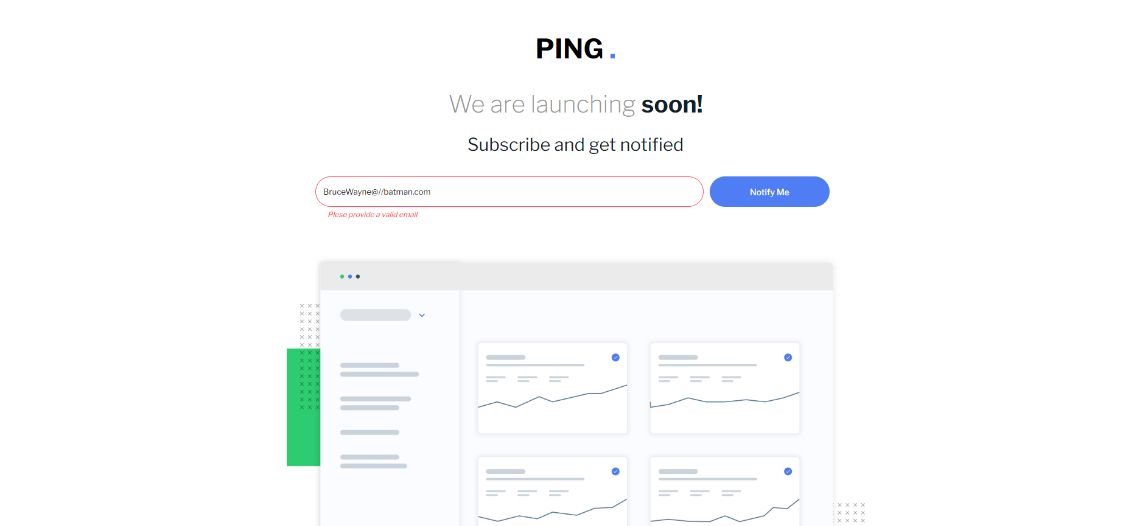 PING .
We are launching soon!
Subscribe and get notified
BruceWayne@//batman.com
Notify Me
Plese provide a valid email